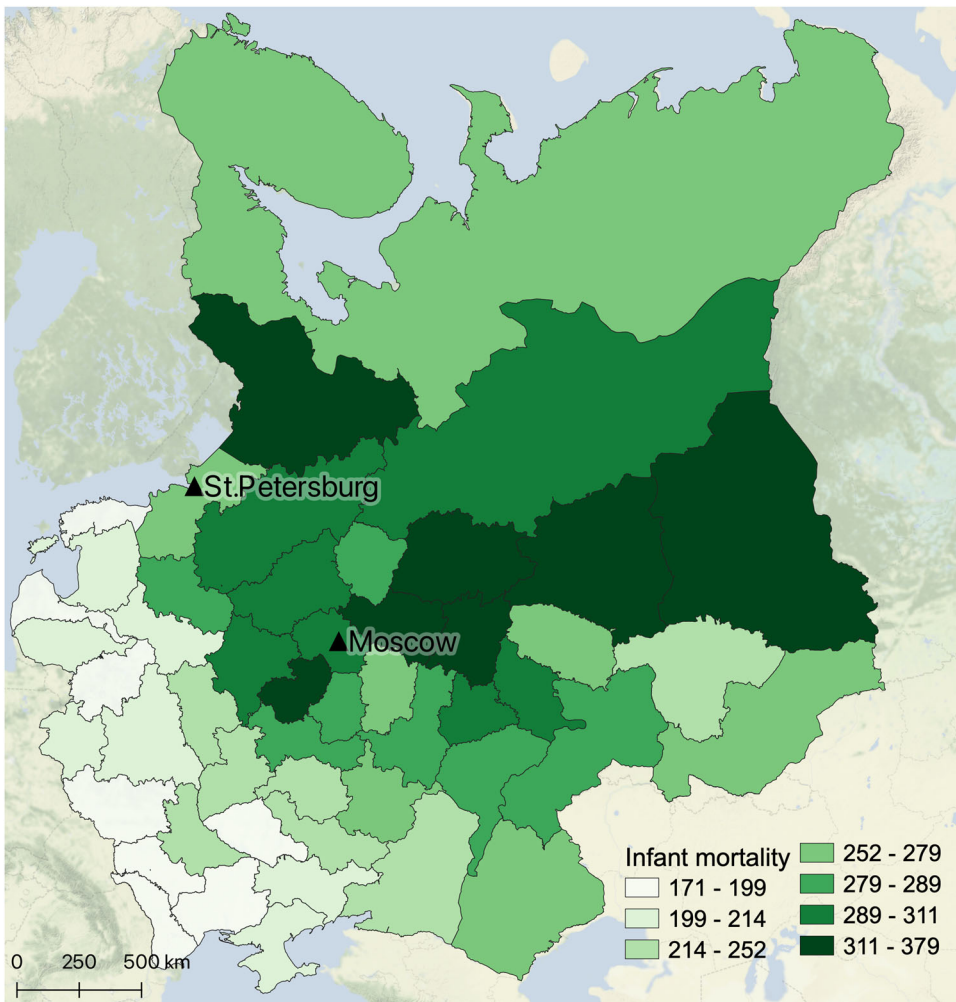 St.Petersburg
Moscow
Infant mortality
171 - 199
199 - 214
214 - 252
252 - 279
279 - 289
289 - 311
311 - 379
0 250 500 km